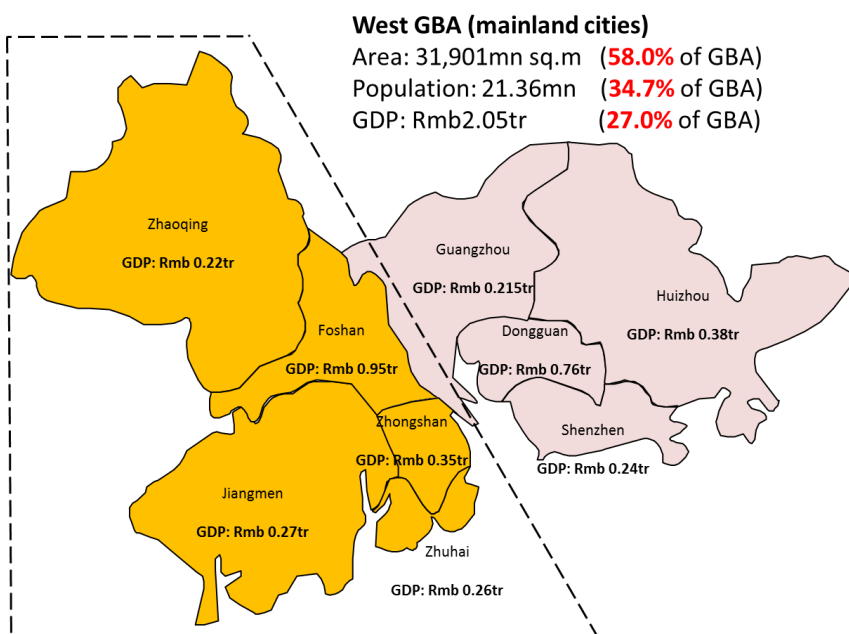 West GBA (mainland cities)
Area: 31,901mn sq.m (58.0% of GBA)
Population: 21.36mn (34.7% of GBA)
GDP: Rmb2.05tr (27.0% of GBA)
Zhaoqing
GDP: Rmb 0.22tr
Guangzhou
GDP: Rmb 0.215tr
Huizhou
GDP: Rmb 0.38tr
Foshan
GDP: Rmb 0.95tr
Dongguan
GDP: Rmb 0.76tr
Zhongshan
GDP: Rmb 0.35tr
Shenzhen
GDP: Rmb 0.24tr
Jiangmen
GDP: Rmb 0.27tr
Zhuhai
GDP: Rmb 0.26tr